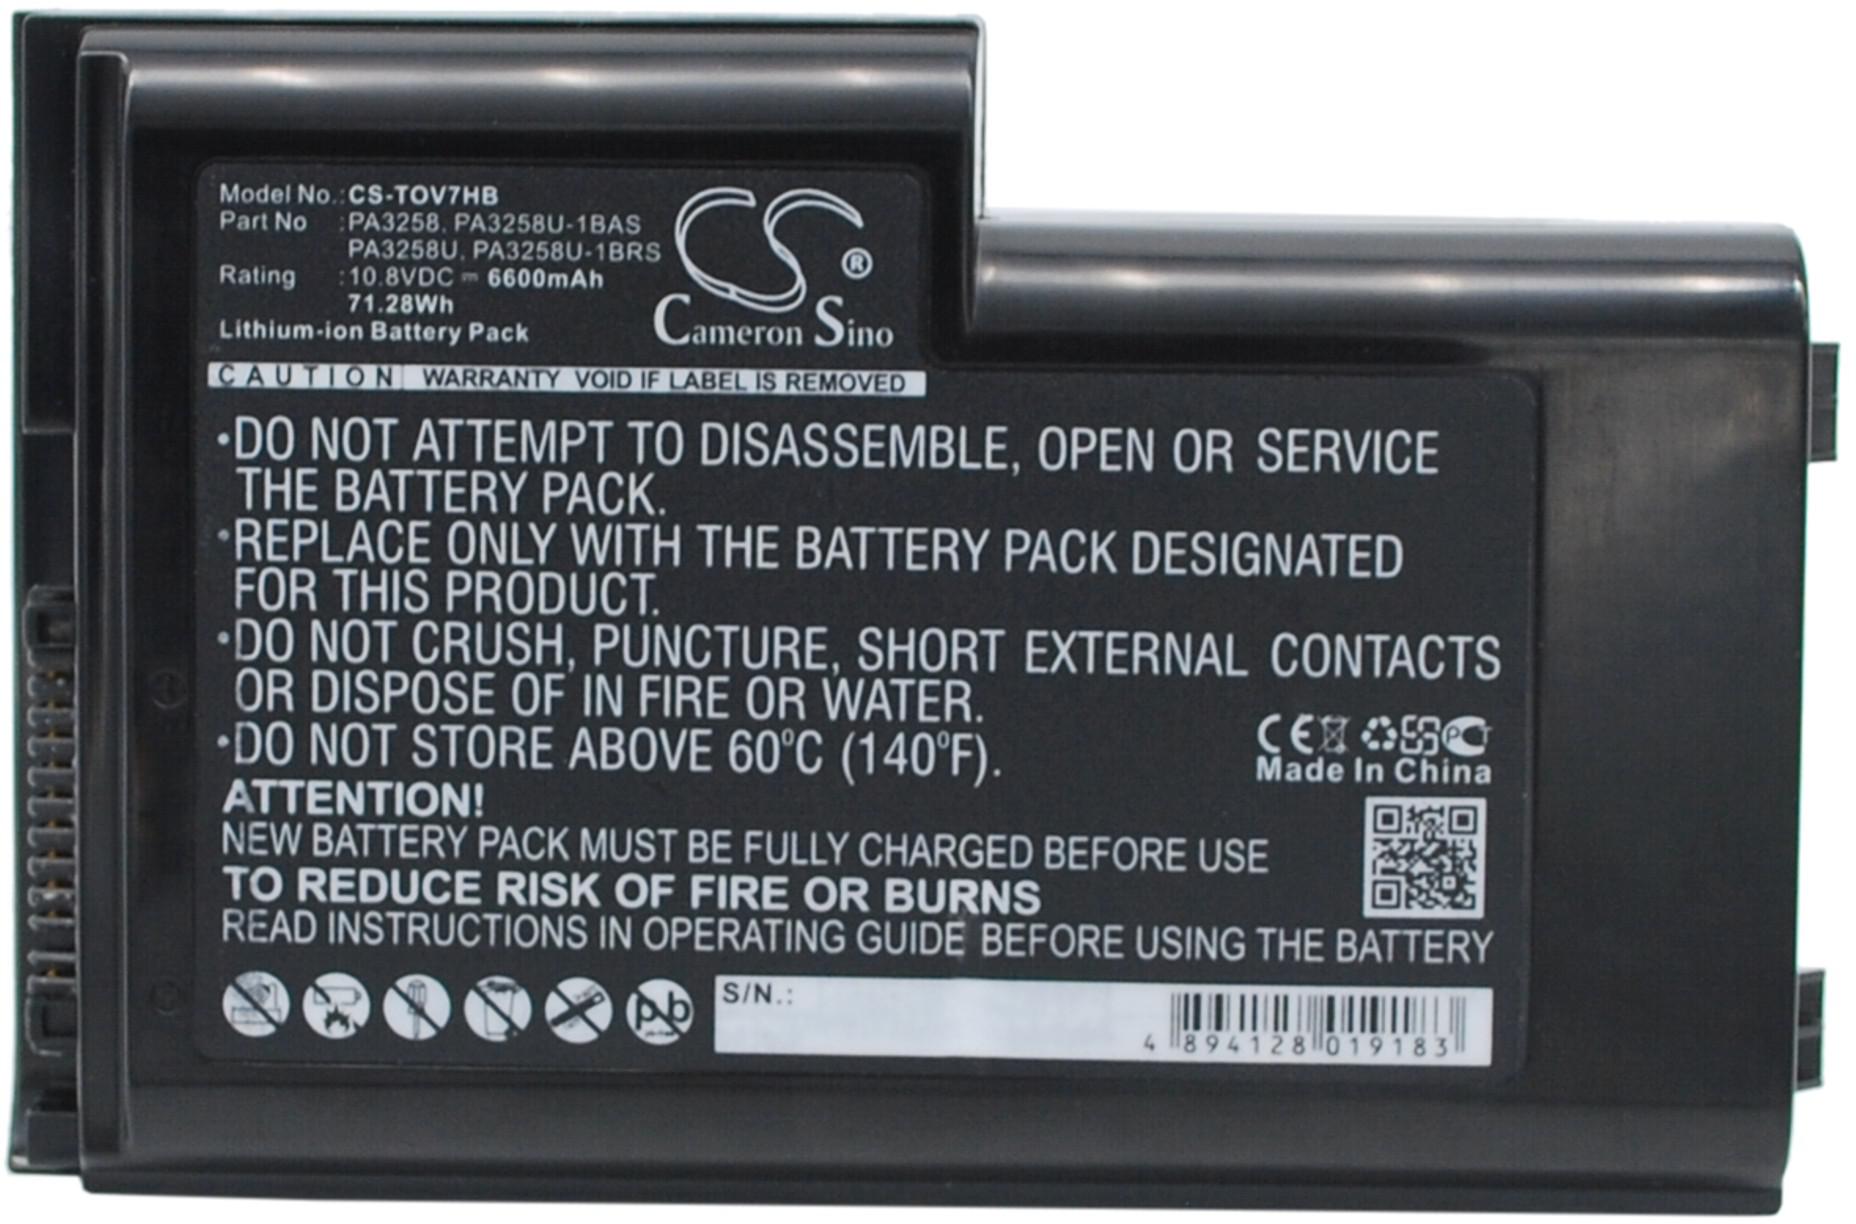 Model No.: CS-TOV7HB
Part No : PA3258, PA3258U-1BAS
PA3258U, PA3258U-1BRS
Rating : 10.8VDC ⎓ 6600mAh
71.28Wh
Lithium-ion Battery Pack
CS®
Cameron Sino
CAUTION WARRANTY VOID IF LABEL IS REMOVED
•DO NOT ATTEMPT TO DISASSEMBLE, OPEN OR SERVICE
THE BATTERY PACK.
•REPLACE ONLY WITH THE BATTERY PACK DESIGNATED
FOR THIS PRODUCT.
•DO NOT CRUSH, PUNCTURE, SHORT EXTERNAL CONTACTS
OR DISPOSE OF IN FIRE OR WATER.
•DO NOT STORE ABOVE 60°C (140°F).
CE
Made In China
ATTENTION!
NEW BATTERY PACK MUST BE FULLY CHARGED BEFORE USE
TO REDUCE RISK OF FIRE OR BURNS
READ INSTRUCTIONS IN OPERATING GUIDE BEFORE USING THE BATTERY
pb
S/N.:
4 894128 019183